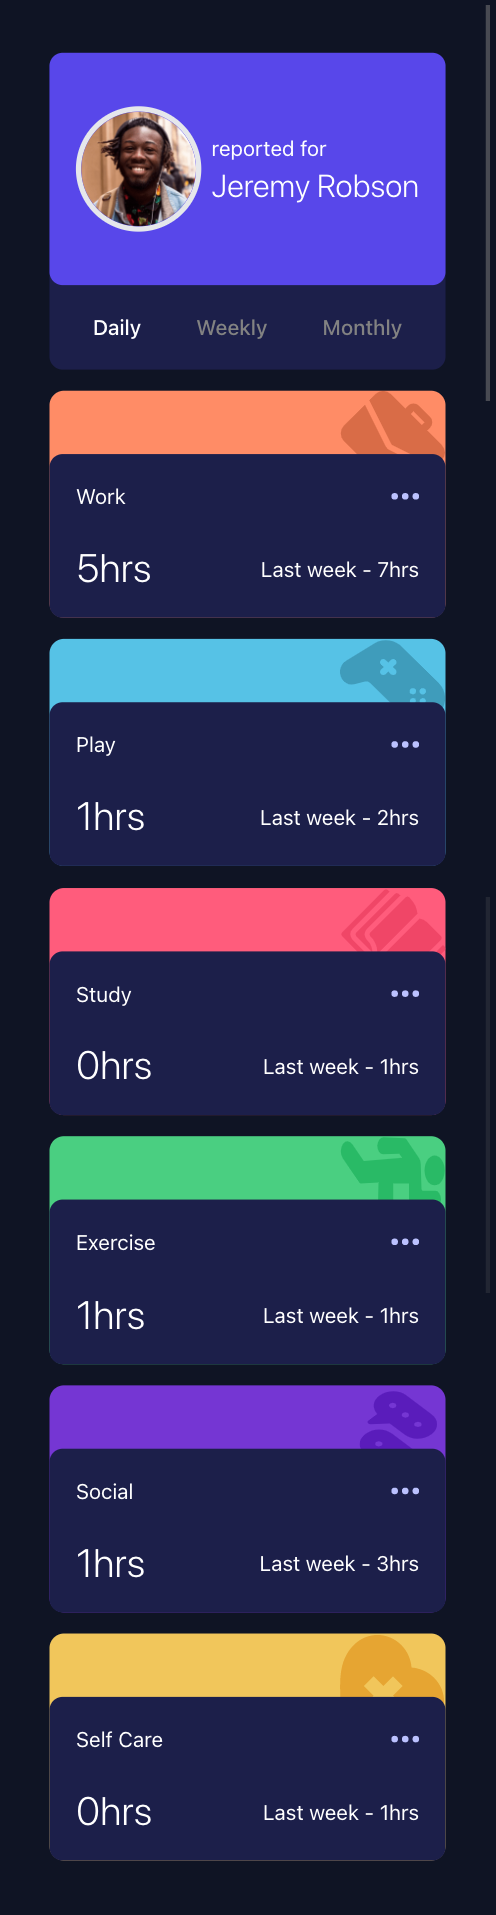 reported for
Jeremy Robson
Daily Weekly Monthly
Work
5hrs Last week - 7hrs
Play
1hrs Last week - 2hrs
Study
0hrs Last week - 1hrs
Exercise
1hrs Last week - 1hrs
Social
1hrs Last week - 3hrs
Self Care
0hrs Last week - 1hrs